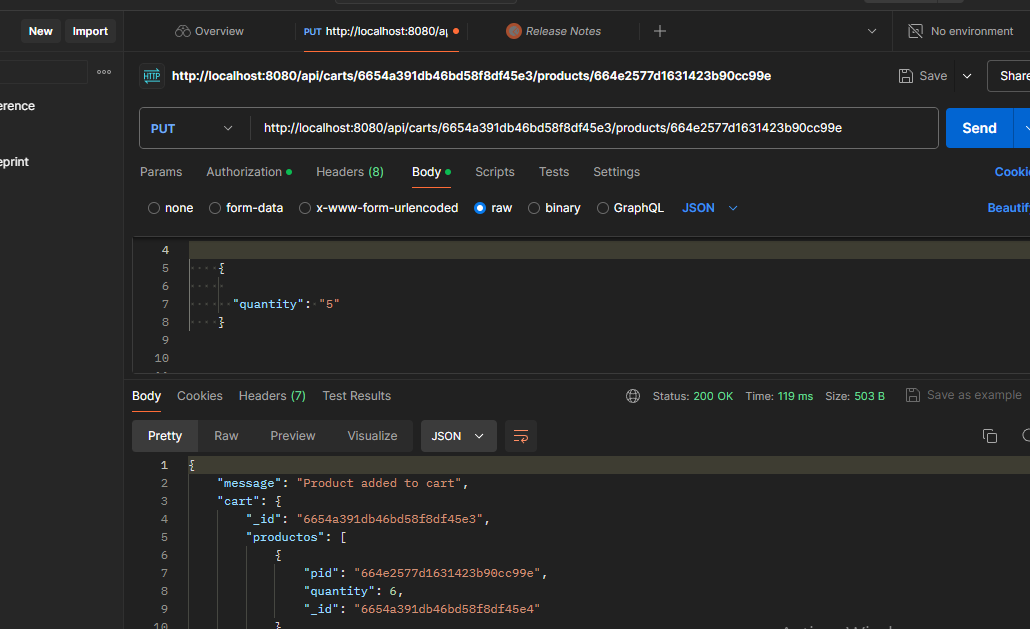 New Import Overview PUT http://localhost:8080/a Release Notes No environment
HTTP http://localhost:8080/api/carts/6654a391db46bd58f8df45e3/products/664e2577d1631423b90cc99e Save Share
erence
PUT http://localhost:8080/api/carts/6654a391db46bd58f8df45e3/products/664e2577d1631423b90cc99e Send
eprint
Params Authorization Headers (8) Body Scripts Tests Settings Cooki
none form-data x-www-form-urlencoded raw binary GraphQL JSON Beautif
4
5 {
6
7 "quantity": "5"
8 }
9
10
Body Cookies Headers (7) Test Results Status: 200 OK Time: 119 ms Size: 503 B Save as example
Pretty Raw Preview Visualize JSON
1 {
2 "message": "Product added to cart",
3 "cart": {
4 "_id": "6654a391db46bd58f8df45e3",
5 "productos": [
6 {
7 "pid": "664e2577d1631423b90cc99e",
8 "quantity": 6,
9 "_id": "6654a391db46bd58f8df45e4"
10 }